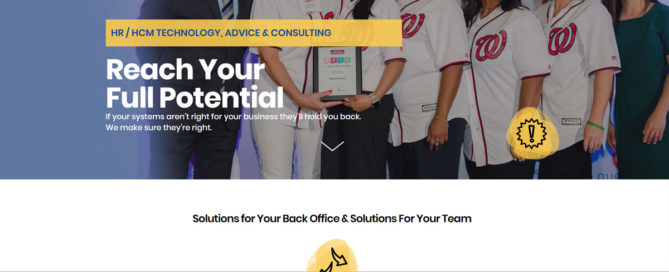 HR / HCM TECHNOLOGY, ADVICE & CONSULTING
Reach Your
Full Potential
If your systems aren't right for your business they'll hold you back.
We make sure they're right.
Solutions for Your Back Office & Solutions For Your Team